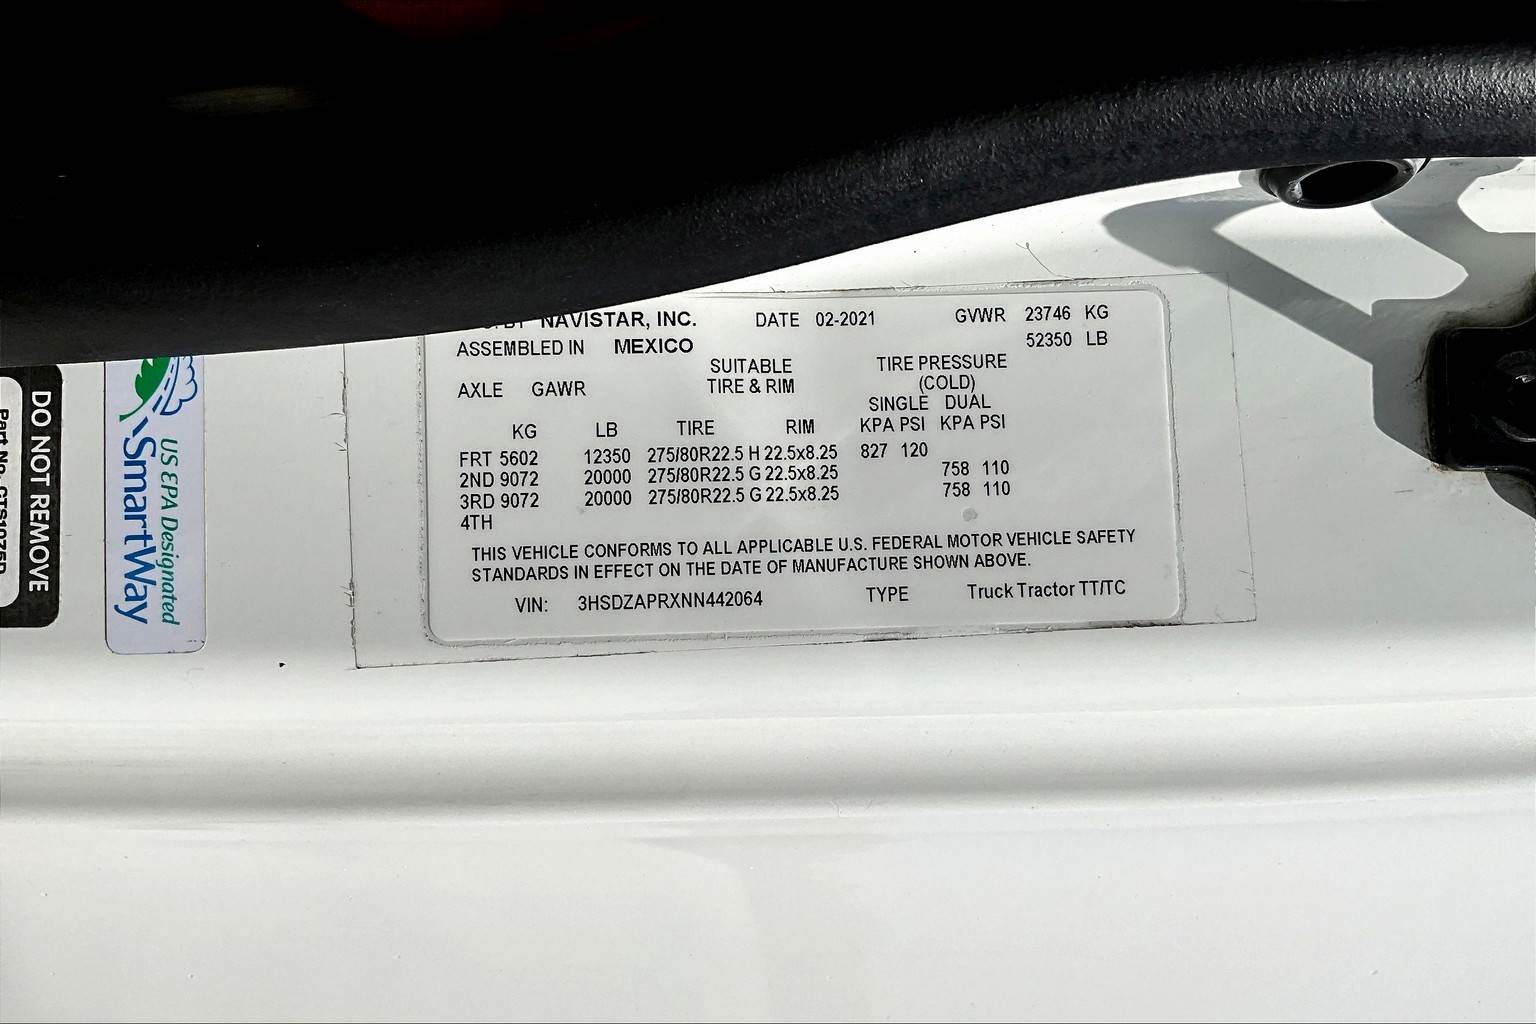 NAVISTAR, INC. DATE 02-2021 GVWR 23746 KG
52350 LB
ASSEMBLED IN MEXICO
SUITABLE TIRE PRESSURE
AXLE GAWR TIRE & RIM (COLD)
SINGLE DUAL
KG LB TIRE RIM KPA PSI KPA PSI
FRT 5602 12350 275/80R22.5 H 22.5x8.25 827 120
2ND 9072 20000 275/80R22.5 G 22.5x8.25 758 110
3RD 9072 20000 275/80R22.5 G 22.5x8.25 758 110
4TH
THIS VEHICLE CONFORMS TO ALL APPLICABLE U.S. FEDERAL MOTOR VEHICLE SAFETY
STANDARDS IN EFFECT ON THE DATE OF MANUFACTURE SHOWN ABOVE.
VIN: 3HSDZAPRXNN442064 TYPE Truck Tractor TT/TC
US EPA Designated
SmartWay
DO NOT REMOVE
Part No.